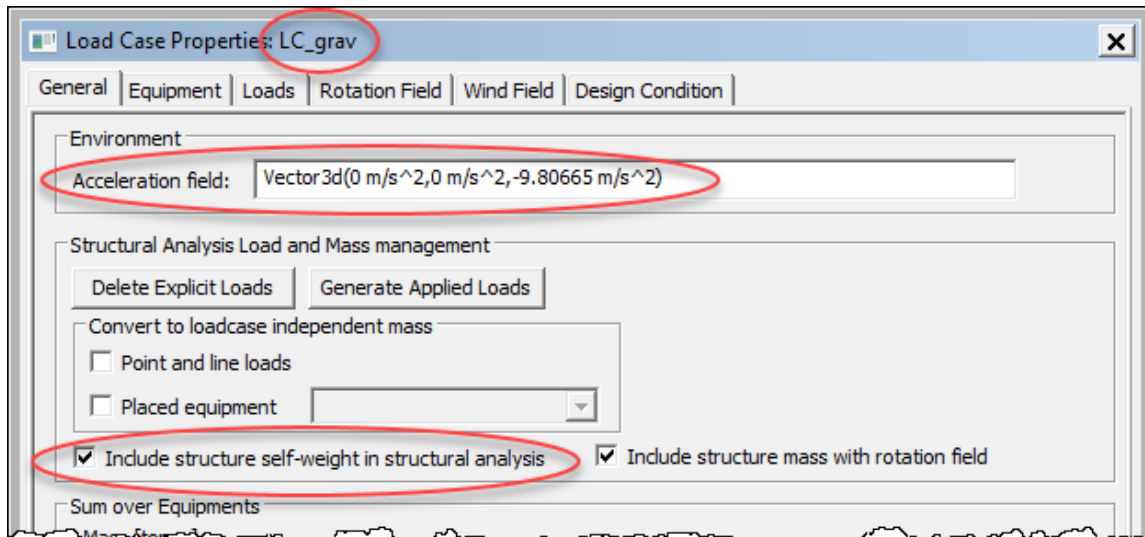 Load Case Properties: LC_grav
General Equipment Loads Rotation Field Wind Field Design Condition
Environment
Acceleration field: Vector3d(0 m/s^2,0 m/s^2,-9.80665 m/s^2)
Structural Analysis Load and Mass management
Delete Explicit Loads Generate Applied Loads
Convert to loadcase independent mass
Point and line loads
Placed equipment
Include structure self-weight in structural analysis Include structure mass with rotation field
Sum over Equipments